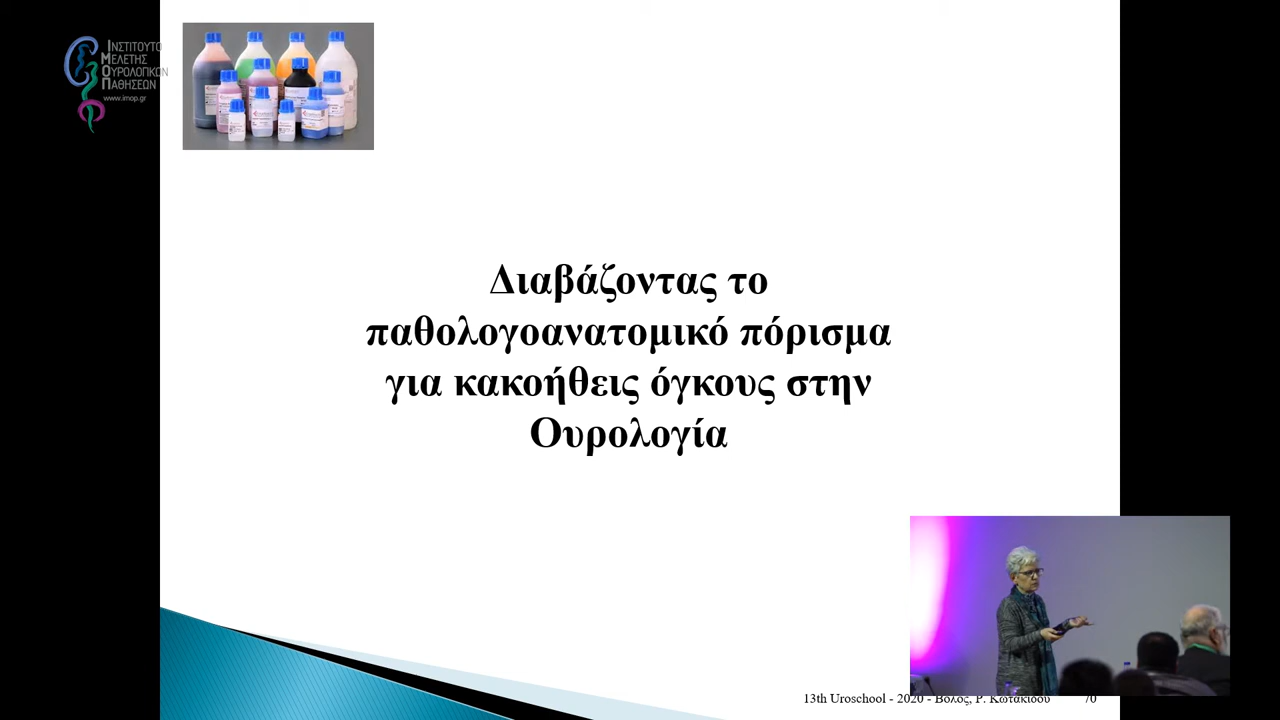 ΙΝΣΤΙΤΟΥΤΟ
ΜΕΛΕΤΗΣ
ΟΥΡΟΛΟΓΙΚΩΝ
ΠΑΘΗΣΕΩΝ
www.imop.gr
Διαβάζοντας το
παθολογοανατομικό πόρισμα
για κακοήθεις όγκους στην
Ουρολογία
13th Uroschool - 2020 - Βόλος, Ρ. Κωτακίδου 70